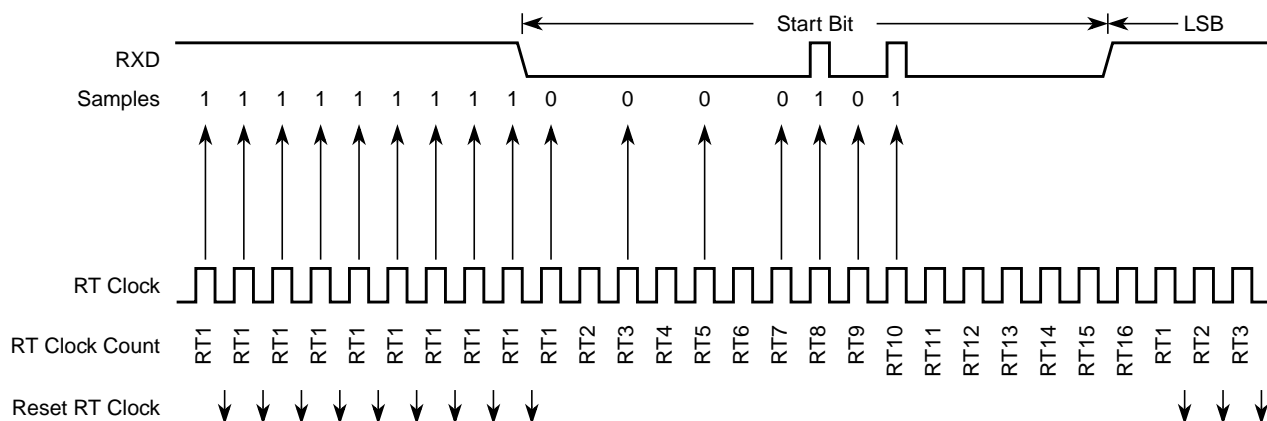 Start Bit LSB
RXD
Samples 1 1 1 1 1 1 1 1 1 0 0 0 0 1 0 1
RT Clock
RT Clock Count RT1 RT1 RT1 RT1 RT1 RT1 RT1 RT1 RT1 RT1 RT2 RT3 RT4 RT5 RT6 RT7 RT8 RT9 RT10 RT11 RT12 RT13 RT14 RT15 RT16 RT1 RT2 RT3
Reset RT Clock